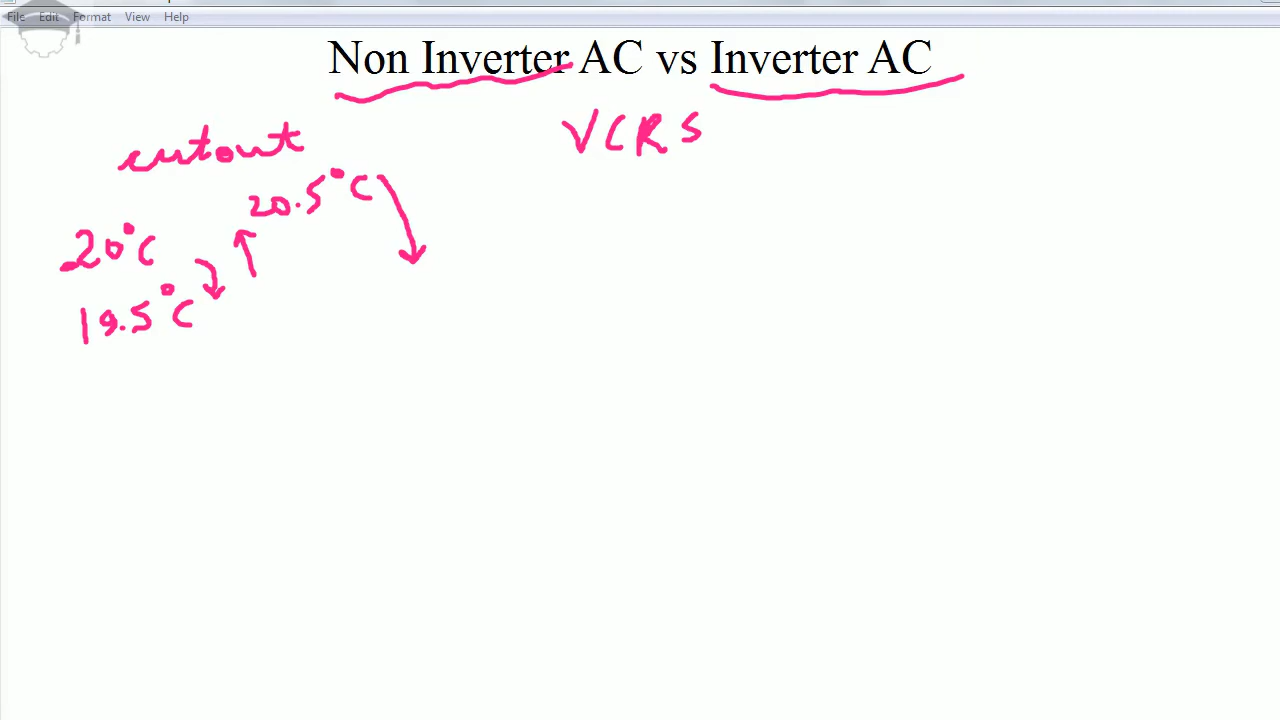 File Edit Format View Help
Non Inverter AC vs Inverter AC
VCRS
cutout
20.5°C
20°C
19.5°C